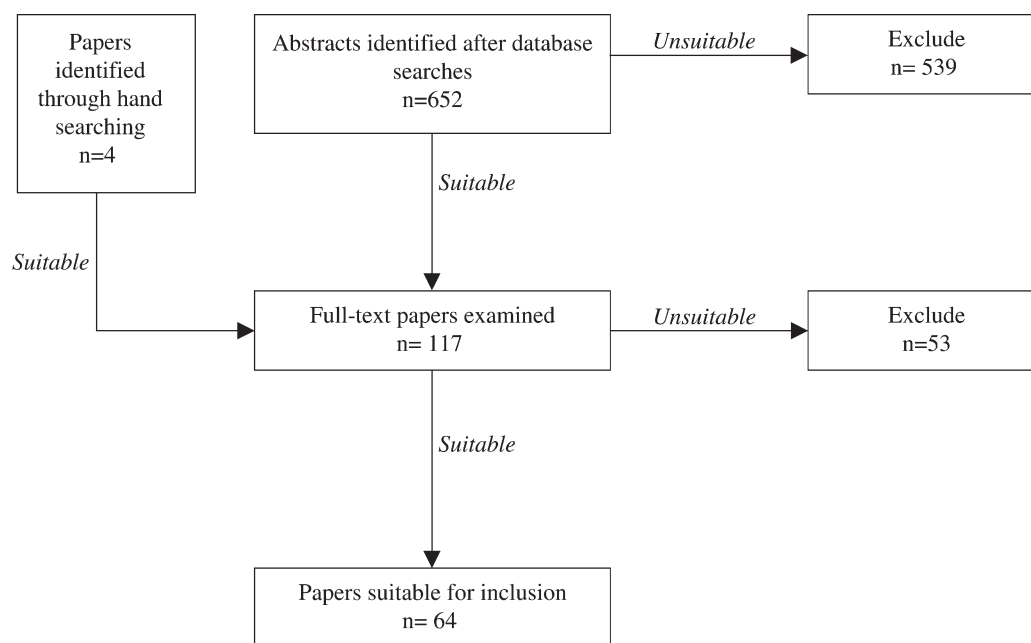 Papers
identified
through hand
searching
n=4
Abstracts identified after database
searches
n=652
Unsuitable
Exclude
n= 539
Suitable
Suitable
Full-text papers examined
n= 117
Unsuitable
Exclude
n=53
Suitable
Papers suitable for inclusion
n= 64